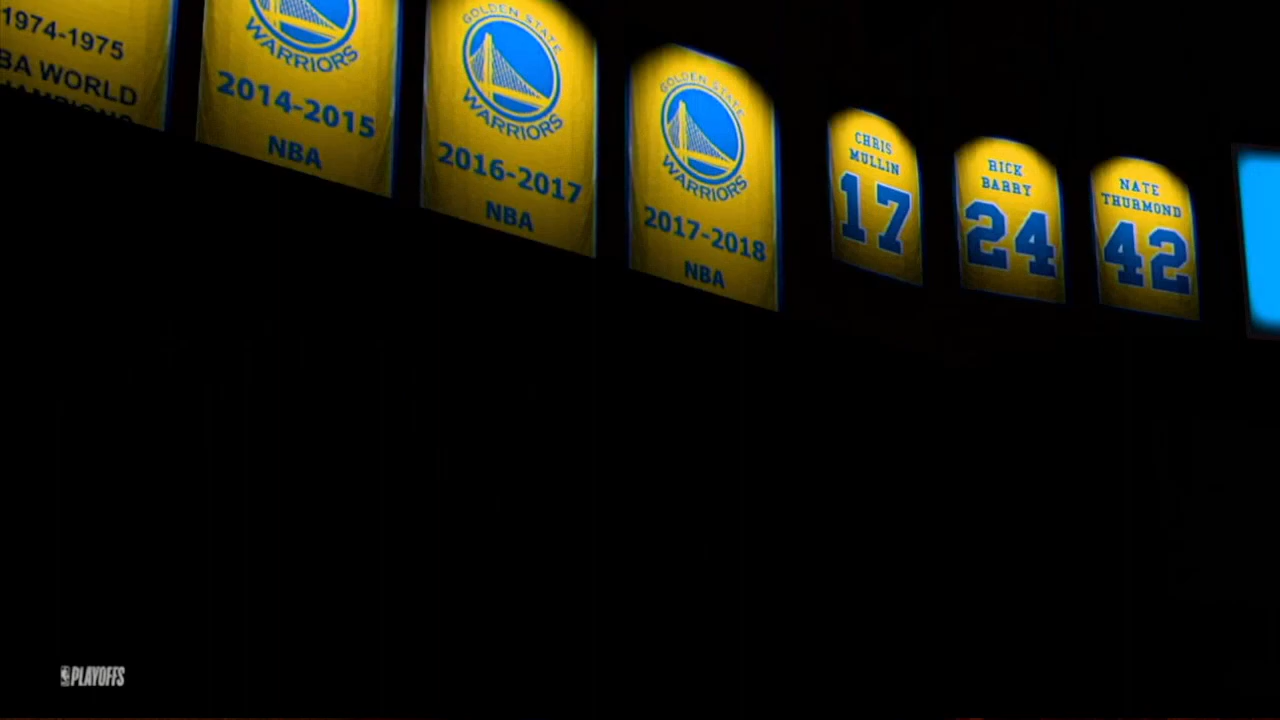 1974-1975
BA WORLD
HAMPIONS
WARRIORS
2014-2015
NBA
GOLDEN STATE
WARRIORS
2016-2017
NBA
GOLDEN STATE
WARRIORS
2017-2018
NBA
CHRIS
MULLIN
17
RICK
BARRY
24
NATE
THURMOND
42
PLAYOFFS